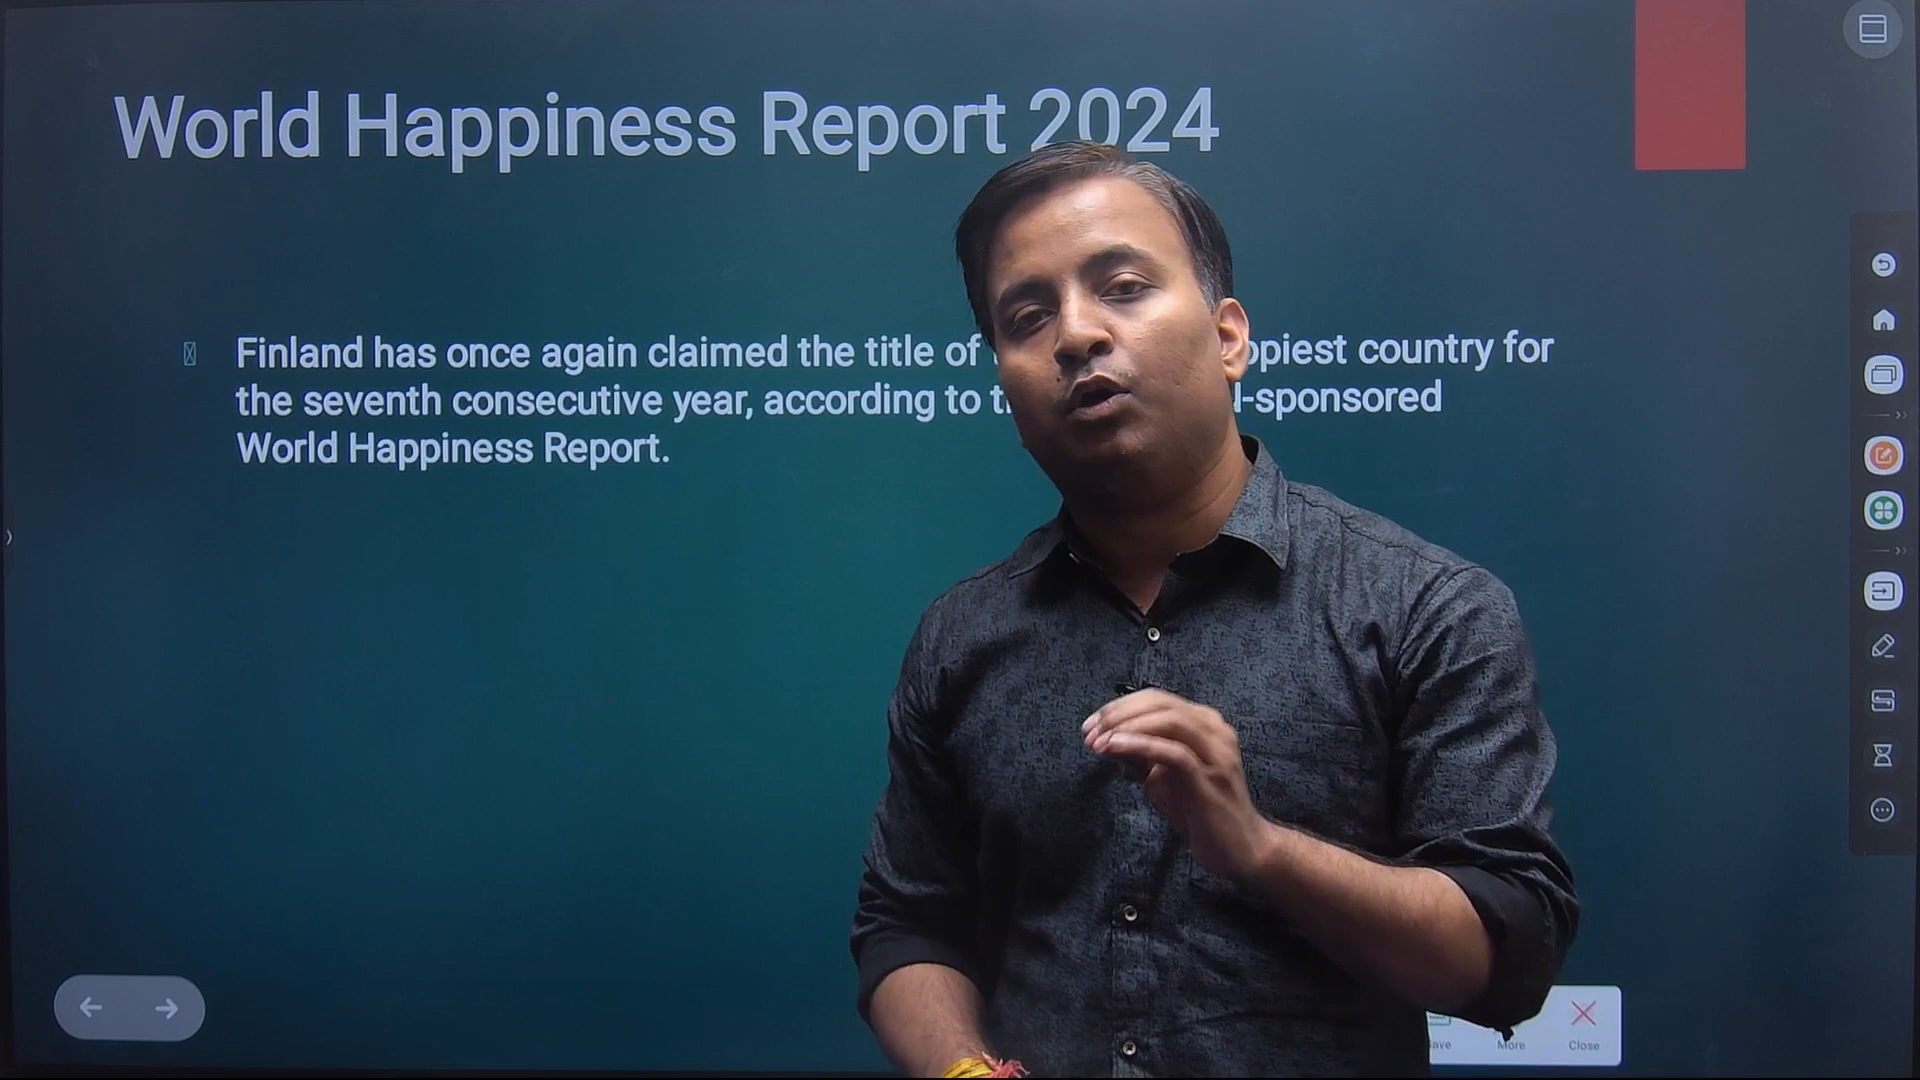 World Happiness Report 2024
Finland has once again claimed the title of opiest country for
the seventh consecutive year, according to t -sponsored
World Happiness Report.
ave More Close